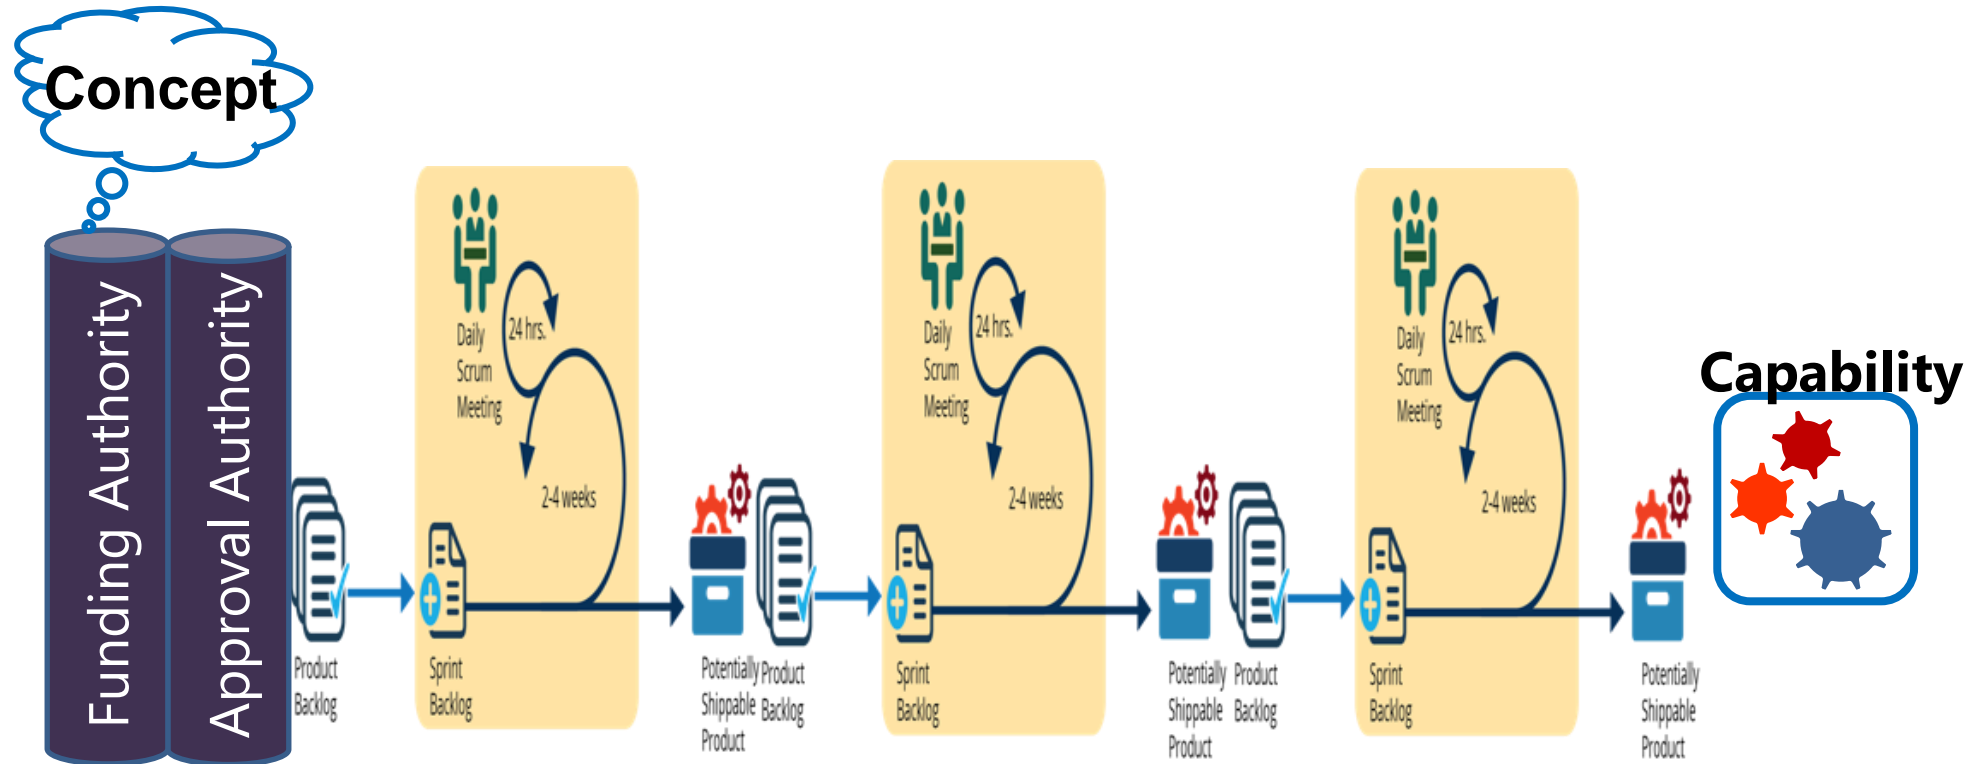 Concept
Funding Authority
Approval Authority
Product
Backlog
Daily
Scrum
Meeting
24 hrs.
2-4 weeks
Sprint
Backlog
Potentially
Shippable
Product
Product
Backlog
Daily
Scrum
Meeting
24 hrs.
2-4 weeks
Sprint
Backlog
Potentially
Shippable
Product
Product
Backlog
Daily
Scrum
Meeting
24 hrs.
2-4 weeks
Sprint
Backlog
Potentially
Shippable
Product
Capability